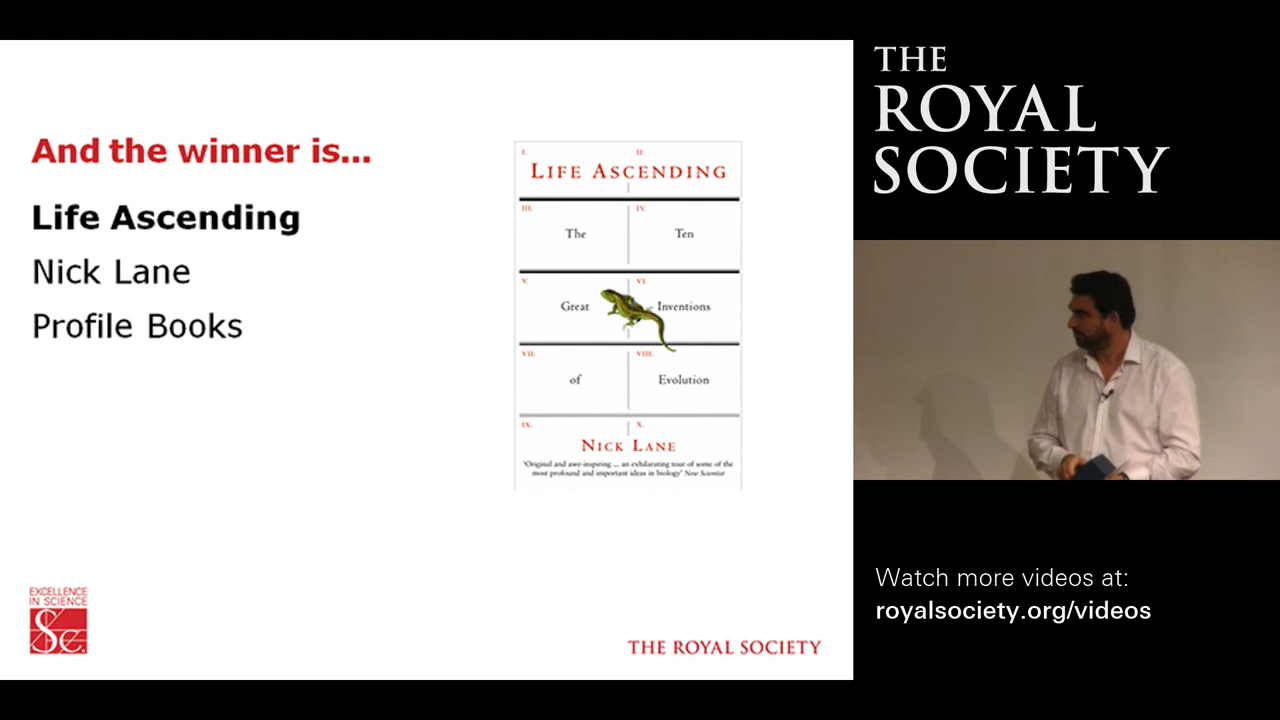 And the winner is...
Life Ascending
Nick Lane
Profile Books
I. II.
LIFE ASCENDING
III. IV.
The Ten
V. VI.
Great Inventions
VII. VIII.
of Evolution
IX. X.
NICK LANE
'Original and awe-inspiring ... an exhilarating tour of some of the
most profound and important ideas in biology' New Scientist
EXCELLENCE
IN SCIENCE
THE ROYAL SOCIETY
THE
ROYAL
SOCIETY
Watch more videos at:
royalsociety.org/videos